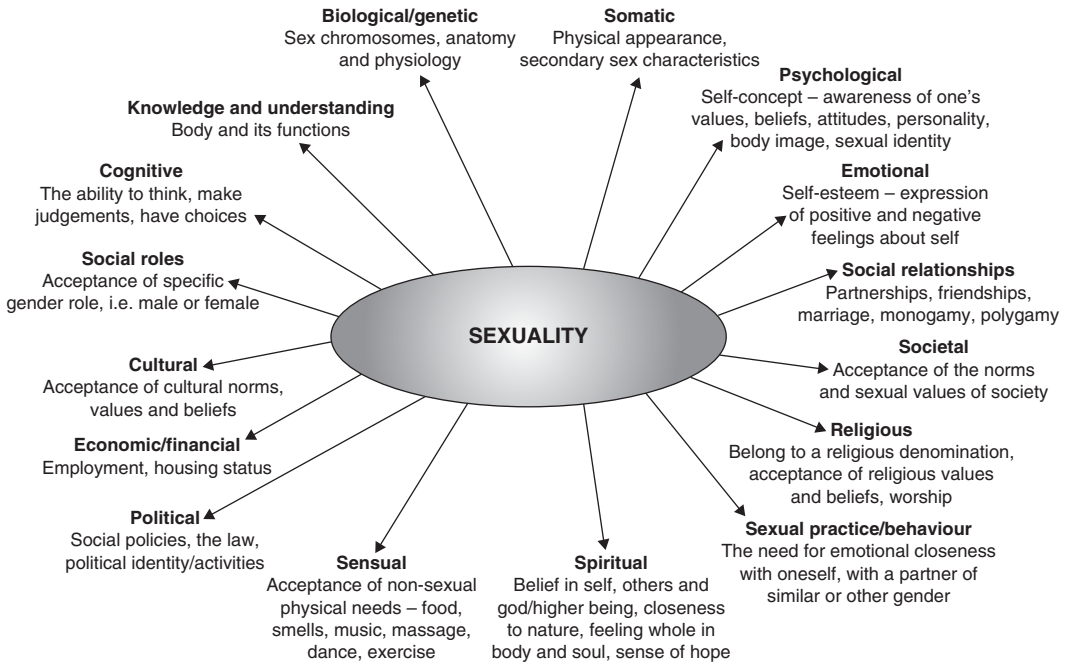 Biological/genetic
Sex chromosomes, anatomy
and physiology
Somatic
Physical appearance,
secondary sex characteristics
Psychological
Self-concept – awareness of one's
values, beliefs, attitudes, personality,
body image, sexual identity
Emotional
Self-esteem – expression
of positive and negative
feelings about self
Social relationships
Partnerships, friendships,
marriage, monogamy, polygamy
Societal
Acceptance of the norms
and sexual values of society
Religious
Belong to a religious denomination,
acceptance of religious values
and beliefs, worship
Sexual practice/behaviour
The need for emotional closeness
with oneself, with a partner of
similar or other gender
Spiritual
Belief in self, others and
god/higher being, closeness
to nature, feeling whole in
body and soul, sense of hope
Sensual
Acceptance of non-sexual
physical needs – food,
smells, music, massage,
dance, exercise
Political
Social policies, the law,
political identity/activities
Economic/financial
Employment, housing status
Cultural
Acceptance of cultural norms,
values and beliefs
Social roles
Acceptance of specific
gender role, i.e. male or female
Cognitive
The ability to think, make
judgements, have choices
Knowledge and understanding
Body and its functions
SEXUALITY